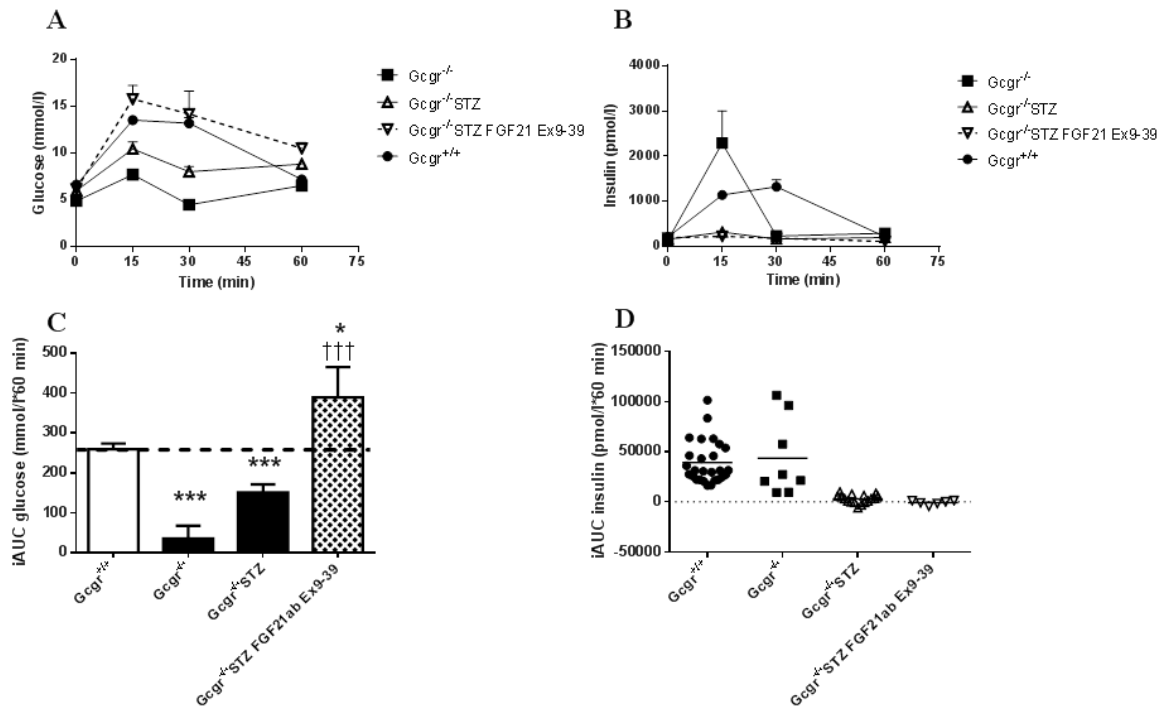 A
Glucose (mmol/l)
20
15
10
5
0
0 15 30 45 60 75
Time (min)
Gcgr-/-
Gcgr-/-STZ
Gcgr-/-STZ FGF21 Ex9-39
Gcgr+/+
B
Insulin (pmol/l)
4000
3000
2000
1000
0
0 15 30 45 60 75
Time (min)
Gcgr-/-
Gcgr-/-STZ
Gcgr-/-STZ FGF21 Ex9-39
Gcgr+/+
C
iAUC glucose (mmol/l*60 min)
500
400
300
200
100
0
***
***
*
†††
Gcgr+/+
Gcgr-/-
Gcgr-/-STZ
Gcgr-/-STZ FGF21ab Ex9-39
D
iAUC insulin (pmol/l*60 min)
150000
100000
50000
0
-50000
Gcgr+/+
Gcgr-/-
Gcgr-/-STZ
Gcgr-/-STZ FGF21ab Ex9-39